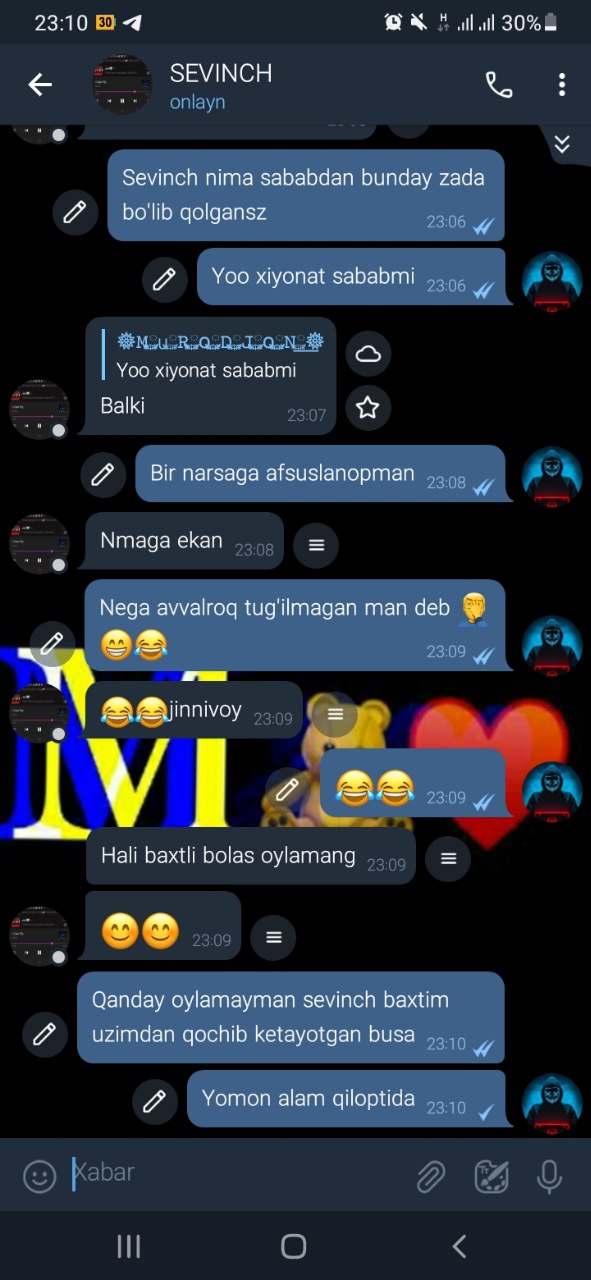 23:10 30 H 30%
SEVINCH
onlayn
Sevinch nima sababdan bunday zada
bo'lib qolgansz
23:06
Yoo xiyonat sababmi 23:06
MuRODJON
Yoo xiyonat sababmi
Balki 23:07
Bir narsaga afsuslanopman 23:08
Nmaga ekan 23:08
Nega avvalroq tug'ilmagan man deb 🤦
😁😂 23:09
😂😂jinnivoy 23:09
M
😂😂 23:09
Hali baxtli bolas oylamang 23:09
😊😊 23:09
Qanday oylamayman sevinch baxtim
uzimdan qochib ketayotgan busa 23:10
Yomon alam qiloptida 23:10
Xabar